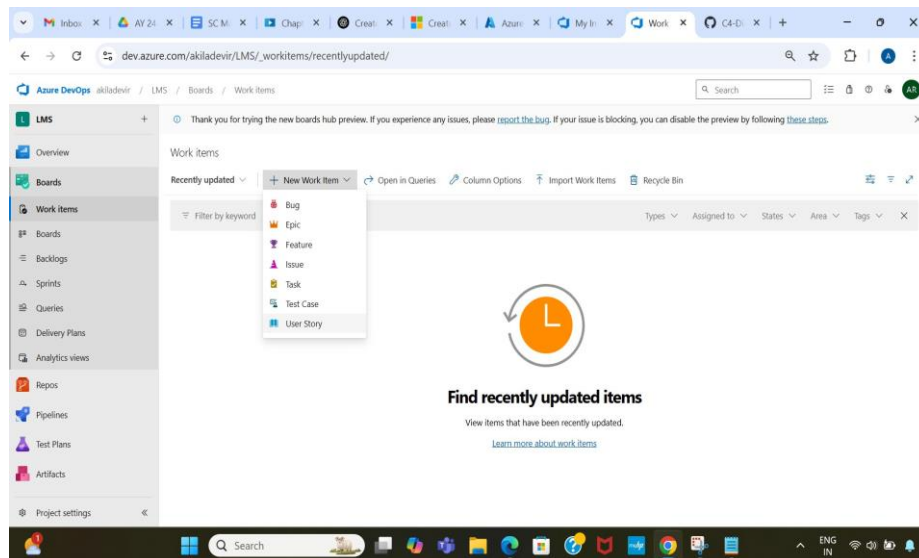 Inbox
AY 24
SC M
Chap
Creat
Creat
Azure
My In
Work
C4-D
dev.azure.com/akiladevir/LMS/_workitems/recentlyupdated/
A
Azure DevOps akiladevir / LMS / Boards / Work items
Search
AR
L LMS +
Thank you for trying the new boards hub preview. If you experience any issues, please report the bug. If your issue is blocking, you can disable the preview by following these steps.
Overview
Boards
Work items
Boards
Backlogs
Sprints
Queries
Delivery Plans
Analytics views
Repos
Pipelines
Test Plans
Artifacts
Project settings
Work items
Recently updated
+ New Work Item
Open in Queries
Column Options
Import Work Items
Recycle Bin
Filter by keyword
Types
Assigned to
States
Area
Tags
Bug
Epic
Feature
Issue
Task
Test Case
User Story
Find recently updated items
View items that have been recently updated.
Learn more about work items
Search
ENG
IN